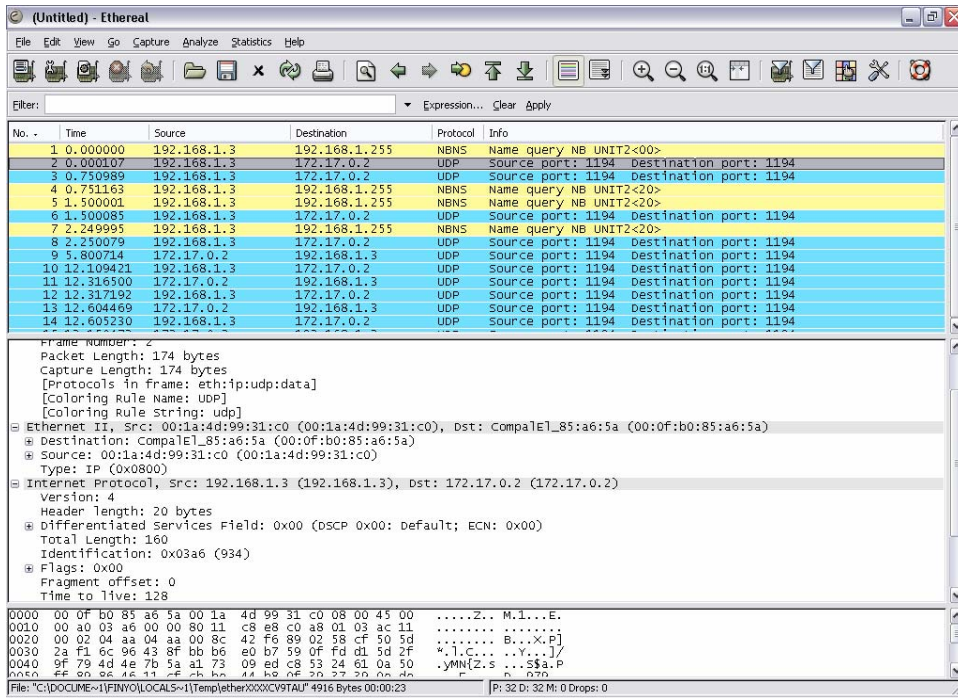 (Untitled) - Ethereal
File Edit View Go Capture Analyze Statistics Help
Filter: Expression... Clear Apply
No. - Time Source Destination Protocol Info
1 0.000000 192.168.1.3 192.168.1.255 NBNS Name query NB UNIT2<00>
2 0.000107 192.168.1.3 172.17.0.2 UDP Source port: 1194 Destination port: 1194
3 0.750989 192.168.1.3 172.17.0.2 UDP Source port: 1194 Destination port: 1194
4 0.751163 192.168.1.3 192.168.1.255 NBNS Name query NB UNIT2<20>
5 1.500001 192.168.1.3 192.168.1.255 NBNS Name query NB UNIT2<20>
6 1.500085 192.168.1.3 172.17.0.2 UDP Source port: 1194 Destination port: 1194
7 2.249995 192.168.1.3 192.168.1.255 NBNS Name query NB UNIT2<20>
8 2.250079 192.168.1.3 172.17.0.2 UDP Source port: 1194 Destination port: 1194
9 5.800714 172.17.0.2 192.168.1.3 UDP Source port: 1194 Destination port: 1194
10 12.109421 192.168.1.3 172.17.0.2 UDP Source port: 1194 Destination port: 1194
11 12.316500 172.17.0.2 192.168.1.3 UDP Source port: 1194 Destination port: 1194
12 12.317192 192.168.1.3 172.17.0.2 UDP Source port: 1194 Destination port: 1194
13 12.604469 172.17.0.2 192.168.1.3 UDP Source port: 1194 Destination port: 1194
14 12.605230 192.168.1.3 172.17.0.2 UDP Source port: 1194 Destination port: 1194
Frame Number: 2
Packet Length: 174 bytes
Capture Length: 174 bytes
[Protocols in frame: eth:ip:udp:data]
[Coloring Rule Name: UDP]
[Coloring Rule String: udp]
Ethernet II, Src: 00:1a:4d:99:31:c0 (00:1a:4d:99:31:c0), Dst: CompalEl_85:a6:5a (00:0f:b0:85:a6:5a)
Destination: CompalEl_85:a6:5a (00:0f:b0:85:a6:5a)
Source: 00:1a:4d:99:31:c0 (00:1a:4d:99:31:c0)
Type: IP (0x0800)
Internet Protocol, Src: 192.168.1.3 (192.168.1.3), Dst: 172.17.0.2 (172.17.0.2)
Version: 4
Header length: 20 bytes
Differentiated Services Field: 0x00 (DSCP 0x00: Default; ECN: 0x00)
Total Length: 160
Identification: 0x03a6 (934)
Flags: 0x00
Fragment offset: 0
Time to live: 128
0000 00 0f b0 85 a6 5a 00 1a 4d 99 31 c0 08 00 45 00 .....Z.. M.1...E.
0010 00 a0 03 a6 00 00 80 11 c8 e8 c0 a8 01 03 ac 11 ........ ........
0020 00 02 04 aa 04 aa 00 8c 42 f6 89 02 58 cf 50 5d ........ B...X.P]
0030 2a f1 6c 96 43 8f bb b6 e0 b7 59 0f fd d1 5d 2f *.l.C... ..Y...]/
0040 9f 79 4d 4e 7b 5a a1 73 09 ed c8 53 24 61 0a 50 .yMN{Z.s ...S$a.P
File: "C:\DOCUME~1\FINYO\LOCALS~1\Temp\etherXXXXCV9TAU" 4916 Bytes 00:00:23 P: 32 D: 32 M: 0 Drops: 0